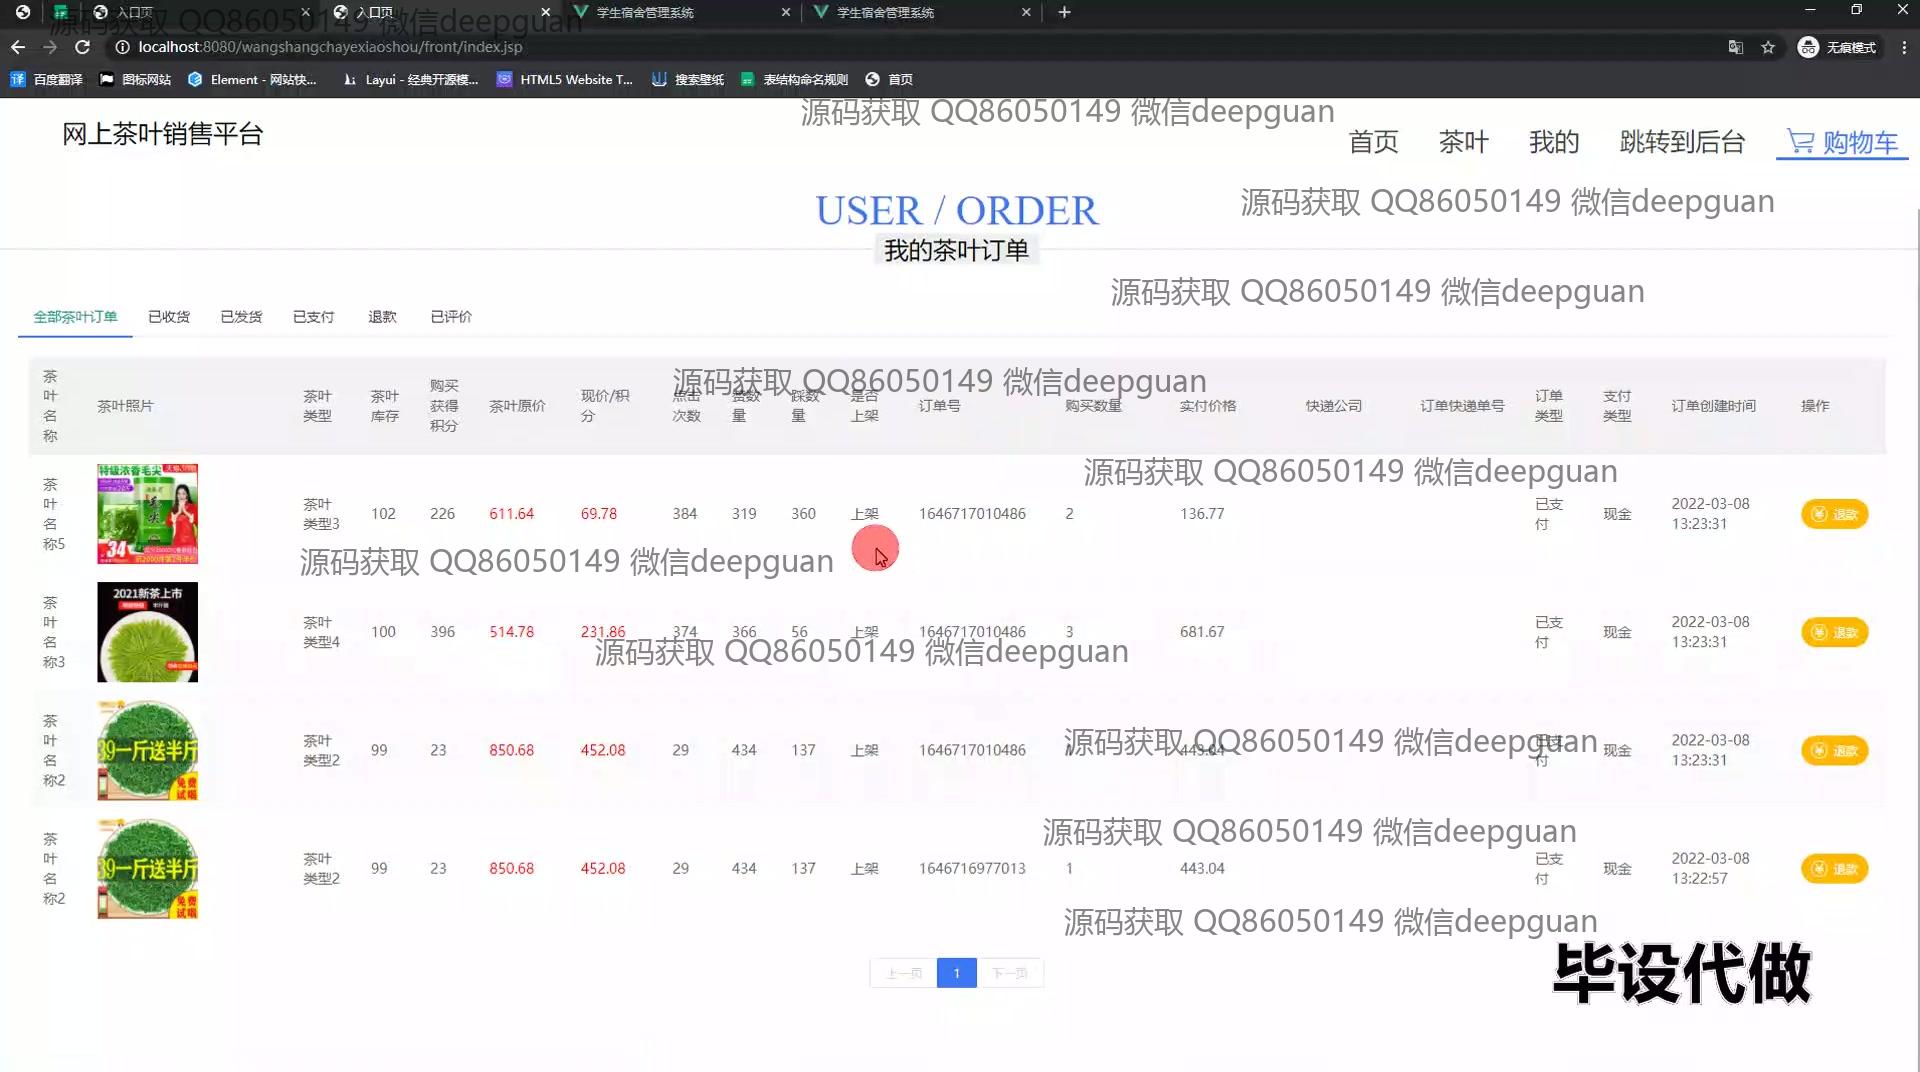 入口页
入口页
学生宿舍管理系统
学生宿舍管理系统
源码获取 QQ86050149 微信deepguan
localhost:8080/wangshangchayexiaoshou/front/index.jsp
无痕模式
百度翻译
图标网站
Element - 网站快...
Layui - 经典开源模...
HTML5 Website T...
搜索壁纸
表结构命名规则
首页
源码获取 QQ86050149 微信deepguan
网上茶叶销售平台
首页 茶叶 我的 跳转到后台 购物车
源码获取 QQ86050149 微信deepguan
USER / ORDER
我的茶叶订单
源码获取 QQ86050149 微信deepguan
全部茶叶订单 已收货 已发货 已支付 退款 已评价
源码获取 QQ86050149 微信deepguan
茶叶名称 茶叶照片 茶叶类型 茶叶库存 购买获得积分 茶叶原价 现价/积分 点击次数 赞数量 踩数量 是否上架 订单号 购买数量 实付价格 快递公司 订单快递单号 订单类型 支付类型 订单创建时间 操作
源码获取 QQ86050149 微信deepguan
特级浓香毛尖
毛尖
34
茶叶名称5 茶叶类型3 102 226 611.64 69.78 384 319 360 上架 1646717010486 2 136.77 已支付 现金 2022-03-08 13:23:31 退款
源码获取 QQ86050149 微信deepguan
2021新茶上市
茶叶名称3 茶叶类型4 100 396 514.78 231.86 374 366 56 上架 1646717010486 3 681.67 已支付 现金 2022-03-08 13:23:31 退款
源码获取 QQ86050149 微信deepguan
39一斤送半斤
免费试喝
茶叶名称2 茶叶类型2 99 23 850.68 452.08 29 434 137 上架 1646717010486 443.04 已支付 现金 2022-03-08 13:23:31 退款
源码获取 QQ86050149 微信deepguan
源码获取 QQ86050149 微信deepguan
39一斤送半斤
免费试喝
茶叶名称2 茶叶类型2 99 23 850.68 452.08 29 434 137 上架 1646716977013 1 443.04 已支付 现金 2022-03-08 13:22:57 退款
源码获取 QQ86050149 微信deepguan
毕设代做
上一页 1 下一页